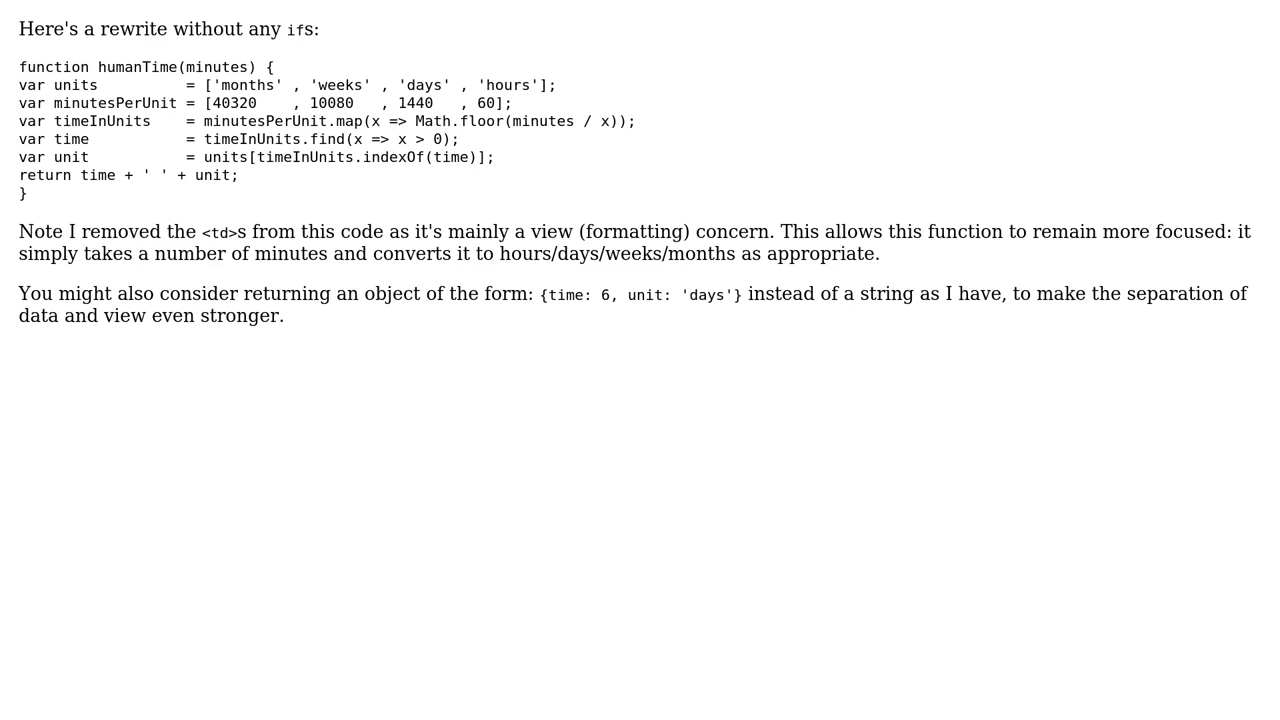 Here's a rewrite without any ifs:
function humanTime(minutes) {
var units          = ['months' , 'weeks' , 'days' , 'hours'];
var minutesPerUnit = [40320    , 10080   , 1440   , 60];
var timeInUnits    = minutesPerUnit.map(x => Math.floor(minutes / x));
var time           = timeInUnits.find(x => x > 0);
var unit           = units[timeInUnits.indexOf(time)];
return time + ' ' + unit;
}
Note I removed the <td>s from this code as it's mainly a view (formatting) concern. This allows this function to remain more focused: it
simply takes a number of minutes and converts it to hours/days/weeks/months as appropriate.
You might also consider returning an object of the form: {time: 6, unit: 'days'} instead of a string as I have, to make the separation of
data and view even stronger.